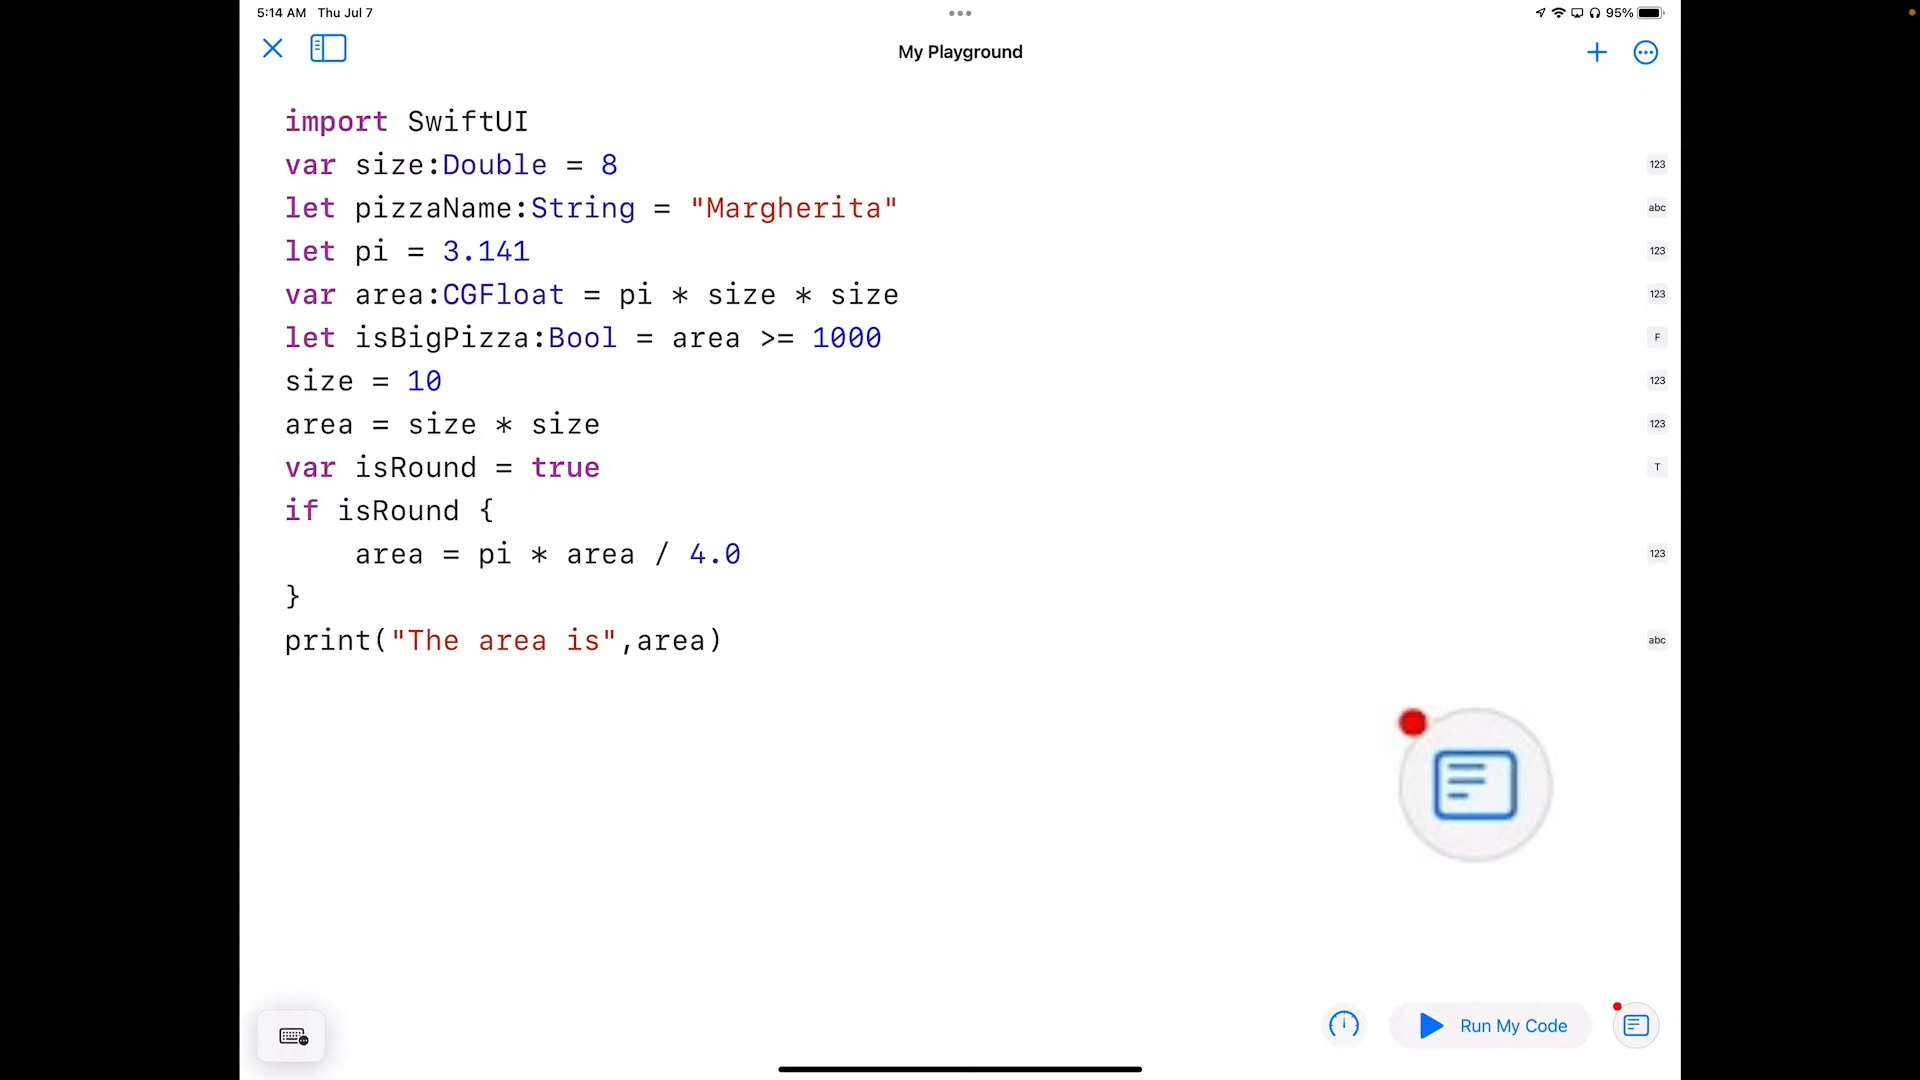 5:14 AM Thu Jul 7
95%
My Playground
import SwiftUI
var size:Double = 8
123
let pizzaName:String = "Margherita"
abc
let pi = 3.141
123
var area:CGFloat = pi * size * size
123
let isBigPizza:Bool = area >= 1000
F
size = 10
123
area = size * size
123
var isRound = true
T
if isRound {
area = pi * area / 4.0
123
}
print("The area is",area)
abc
Run My Code